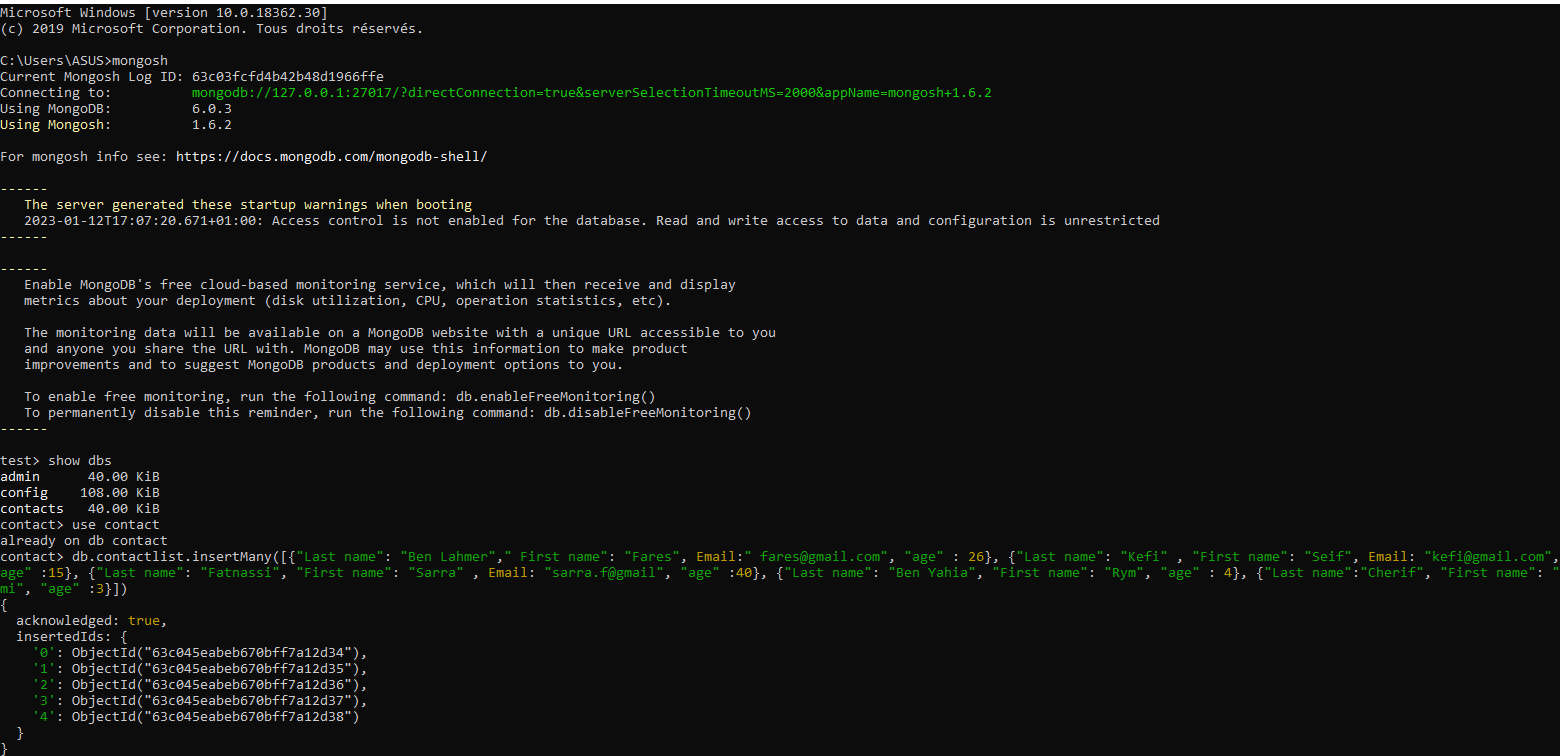 Microsoft Windows [version 10.0.18362.30]
(c) 2019 Microsoft Corporation. Tous droits réservés.
C:\Users\ASUS>mongosh
Current Mongosh Log ID: 63c03fcfd4b42b48d1966ffe
Connecting to:          mongodb://127.0.0.1:27017/?directConnection=true&serverSelectionTimeoutMS=2000&appName=mongosh+1.6.2
Using MongoDB:          6.0.3
Using Mongosh:          1.6.2
For mongosh info see: https://docs.mongodb.com/mongodb-shell/
------
   The server generated these startup warnings when booting
   2023-01-12T17:07:20.671+01:00: Access control is not enabled for the database. Read and write access to data and configuration is unrestricted
------
------
   Enable MongoDB's free cloud-based monitoring service, which will then receive and display
   metrics about your deployment (disk utilization, CPU, operation statistics, etc).
   The monitoring data will be available on a MongoDB website with a unique URL accessible to you
   and anyone you share the URL with. MongoDB may use this information to make product
   improvements and to suggest MongoDB products and deployment options to you.
   To enable free monitoring, run the following command: db.enableFreeMonitoring()
   To permanently disable this reminder, run the following command: db.disableFreeMonitoring()
------
test> show dbs
admin      40.00 KiB
config    108.00 KiB
contacts   40.00 KiB
contact> use contact
already on db contact
contact> db.contactlist.insertMany([{"Last name": "Ben Lahmer"," First name": "Fares", Email:" fares@gmail.com", "age" : 26}, {"Last name": "Kefi" , "First name": "Seif", Email: "kefi@gmail.com",
age" :15}, {"Last name": "Fatnassi", "First name": "Sarra" , Email: "sarra.f@gmail", "age" :40}, {"Last name": "Ben Yahia", "First name": "Rym", "age" : 4}, {"Last name":"Cherif", "First name": "
mi", "age" :3}])
{
  acknowledged: true,
  insertedIds: {
    '0': ObjectId("63c045eabeb670bff7a12d34"),
    '1': ObjectId("63c045eabeb670bff7a12d35"),
    '2': ObjectId("63c045eabeb670bff7a12d36"),
    '3': ObjectId("63c045eabeb670bff7a12d37"),
    '4': ObjectId("63c045eabeb670bff7a12d38")
  }
}